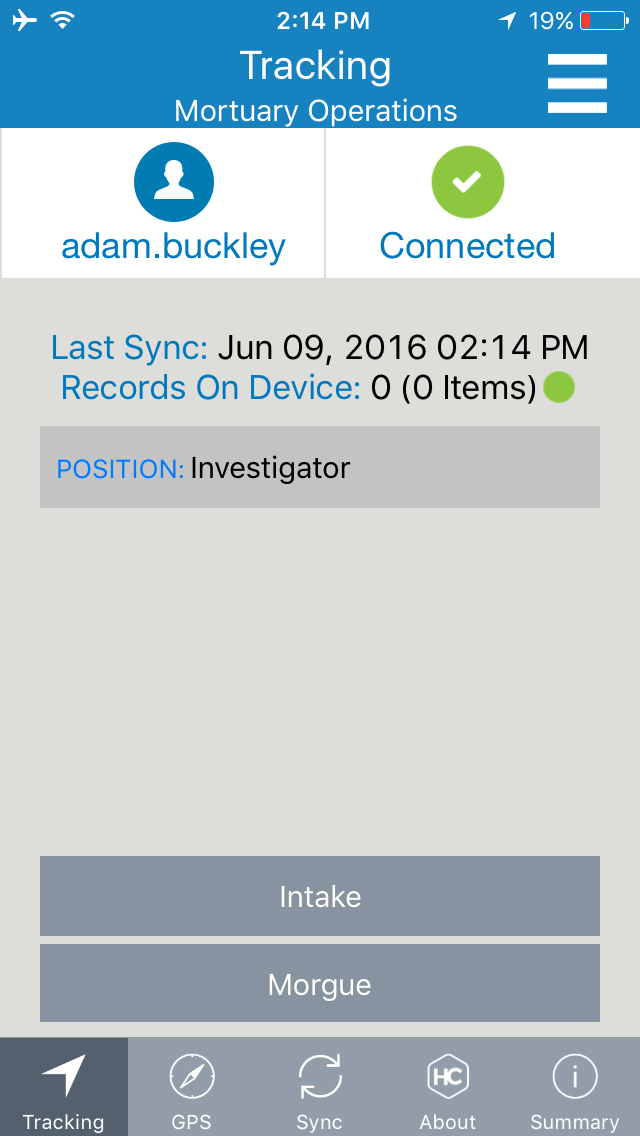 2:14 PM
19%
Tracking
Mortuary Operations
adam.buckley
Connected
Last Sync: Jun 09, 2016 02:14 PM
Records On Device: 0 (0 Items)
POSITION: Investigator
Intake
Morgue
HC
i
Tracking
GPS
Sync
About
Summary